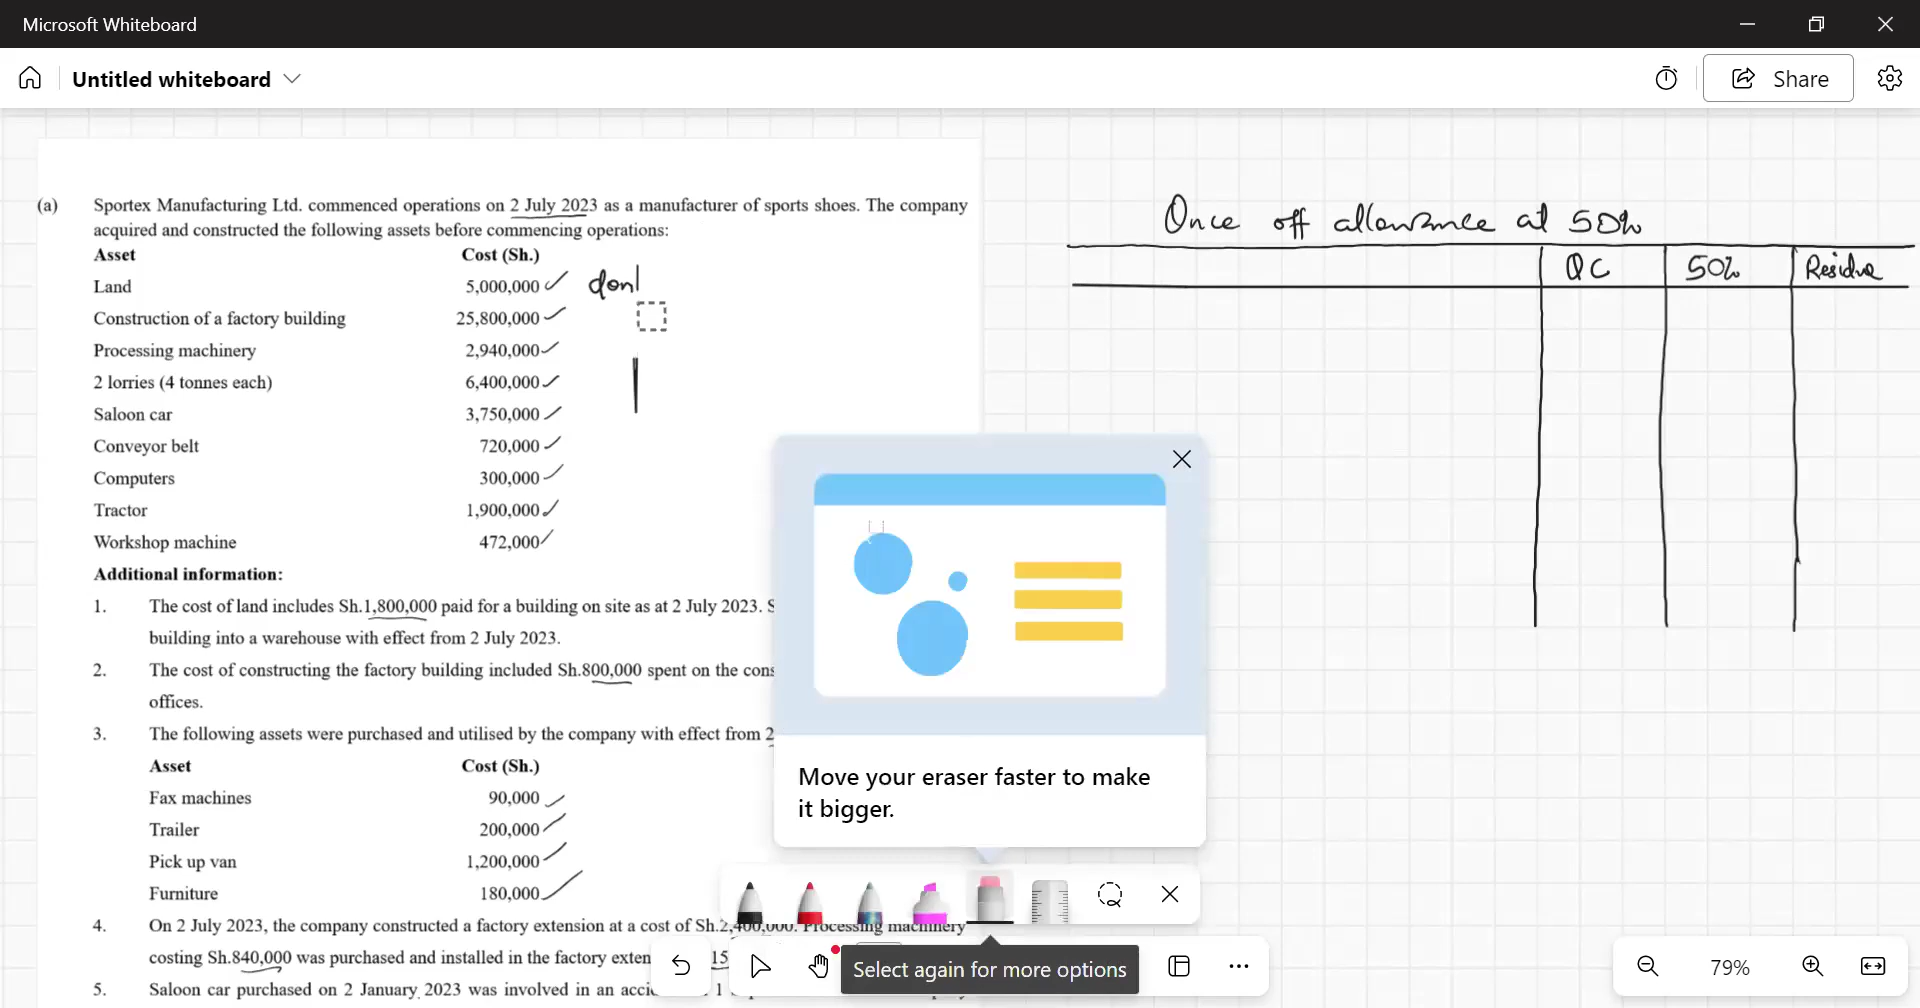 Microsoft Whiteboard
Untitled whiteboard
Share
(a) Sportex Manufacturing Ltd. commenced operations on 2 July 2023 as a manufacturer of sports shoes. The company
acquired and constructed the following assets before commencing operations:
Asset Cost (Sh.)
Land 5,000,000
Construction of a factory building 25,800,000
Processing machinery 2,940,000
2 lorries (4 tonnes each) 6,400,000
Saloon car 3,750,000
Conveyor belt 720,000
Computers 300,000
Tractor 1,900,000
Workshop machine 472,000
Additional information:
1. The cost of land includes Sh.1,800,000 paid for a building on site as at 2 July 2023. S
building into a warehouse with effect from 2 July 2023.
2. The cost of constructing the factory building included Sh.800,000 spent on the cons
offices.
3. The following assets were purchased and utilised by the company with effect from 2
Asset Cost (Sh.)
Fax machines 90,000
Trailer 200,000
Pick up van 1,200,000
Furniture 180,000
4. On 2 July 2023, the company constructed a factory extension at a cost of Sh.2,400,000. Processing machinery
costing Sh.840,000 was purchased and installed in the factory exten 15
5. Saloon car purchased on 2 January 2023 was involved in an acci 1
Once off allowance at 50%
QC 50% Residue
Move your eraser faster to make
it bigger.
Select again for more options
79%